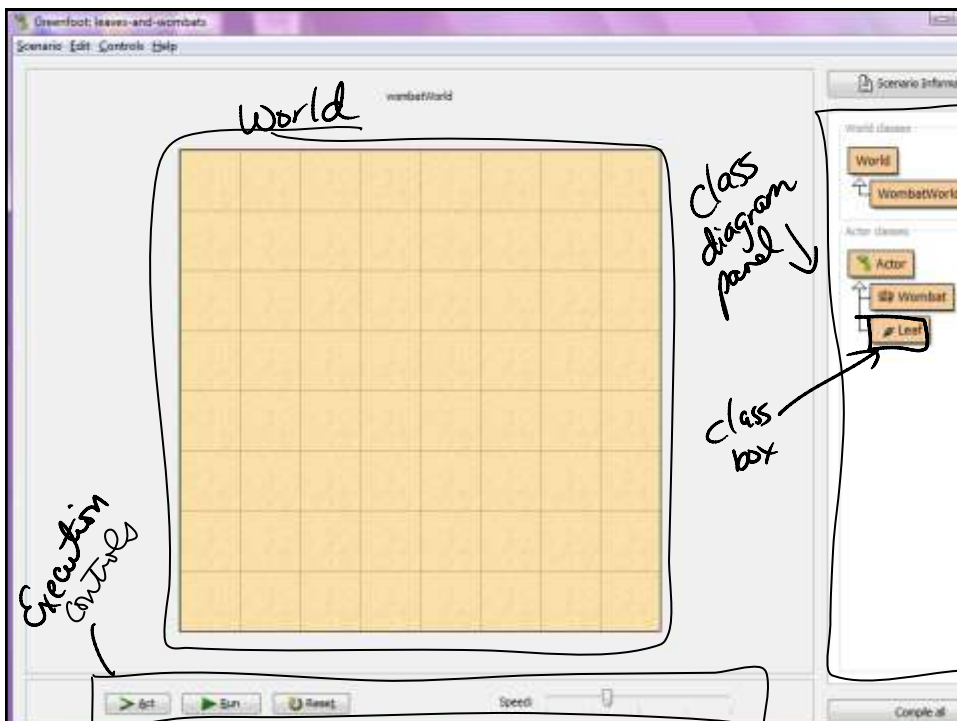 Greenfoot: leaves-and-wombats
Scenario Edit Controls Help
wombatWorld
World
Scenario Informa
World classes
World
WombatWorld
Actor classes
Actor
Wombat
Leaf
class
diagram
panel
class
box
Execution
controls
Act
Run
Reset
Speed:
Compile all